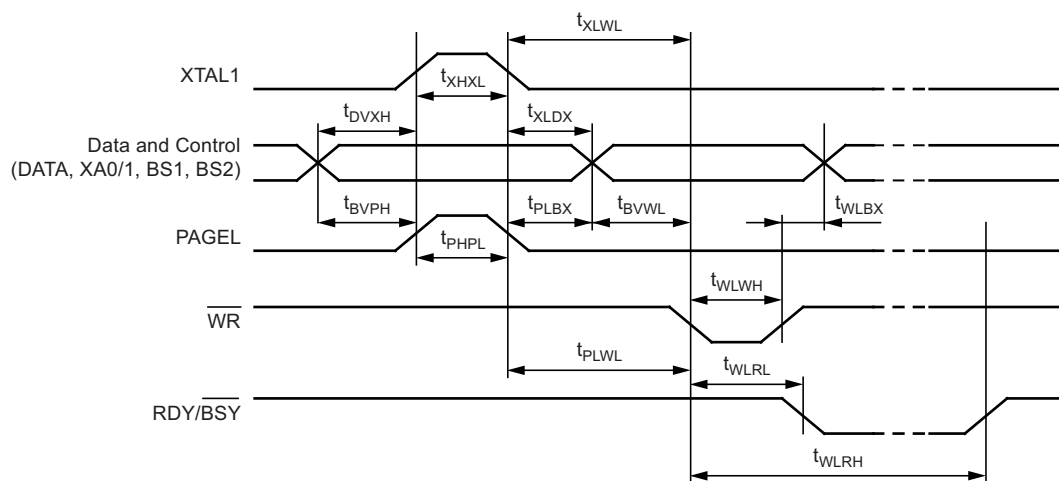 tXLWL
XTAL1
tXHXL
tDVXH
tXLDX
Data and Control
(DATA, XA0/1, BS1, BS2)
tBVPH
tPLBX
tBVWL
tWLBX
PAGEL
tPHPL
tWLWH
WR
tPLWL
tWLRL
RDY/BSY
tWLRH